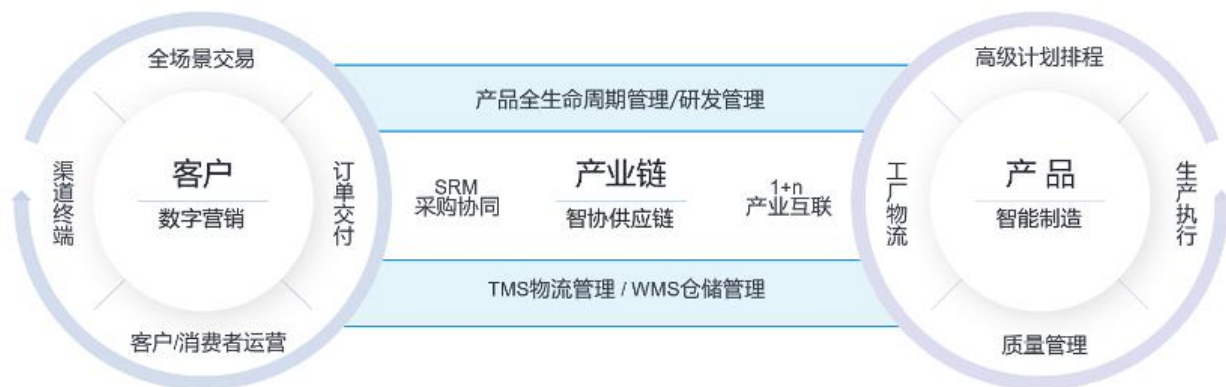 全场景交易
渠道终端
客户
数字营销
订单交付
客户/消费者运营
产品全生命周期管理/研发管理
SRM
采购协同
产业链
智协供应链
1+n
产业互联
TMS物流管理 / WMS仓储管理
高级计划排程
工厂物流
产品
智能制造
生产执行
质量管理